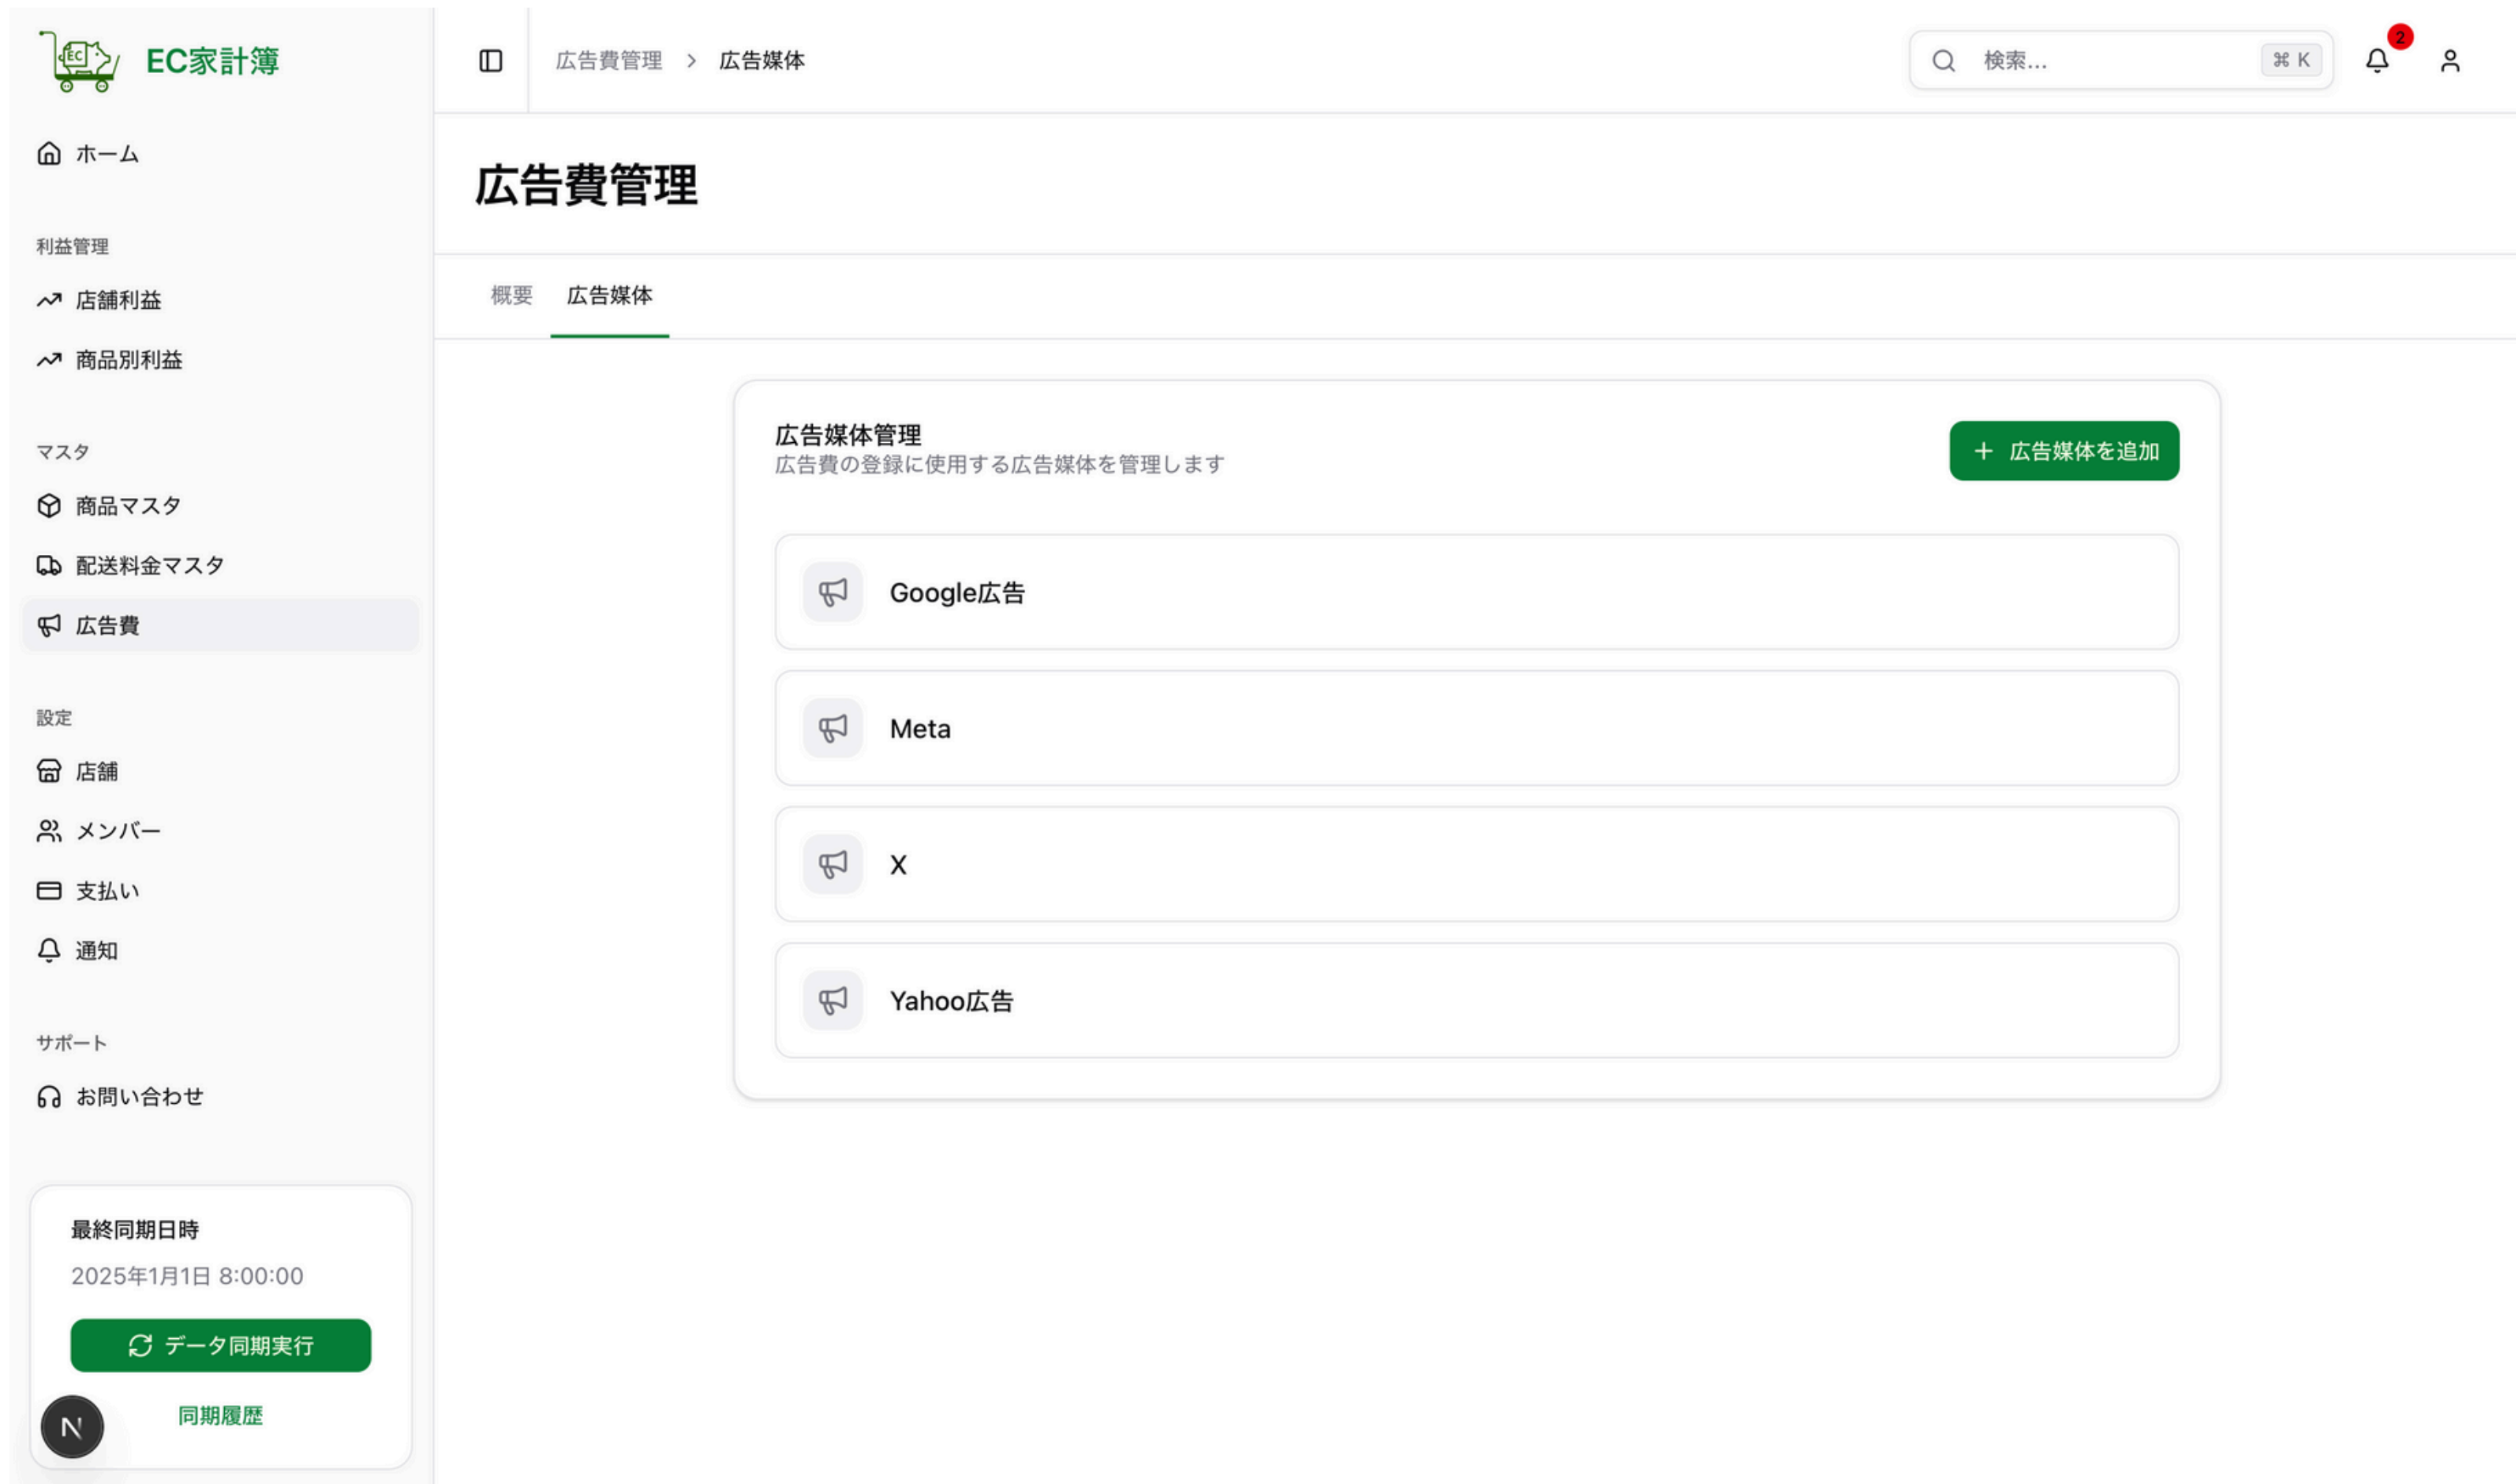 EC
EC家計簿
ホーム
利益管理
店舗利益
商品別利益
マスタ
商品マスタ
配送料金マスタ
広告費
設定
店舗
メンバー
支払い
通知
サポート
お問い合わせ
最終同期日時
2025年1月1日 8:00:00
データ同期実行
同期履歴
N
広告費管理 > 広告媒体
検索...
⌘ K
2
広告費管理
概要
広告媒体
広告媒体管理
広告費の登録に使用する広告媒体を管理します
+ 広告媒体を追加
Google広告
Meta
X
Yahoo広告